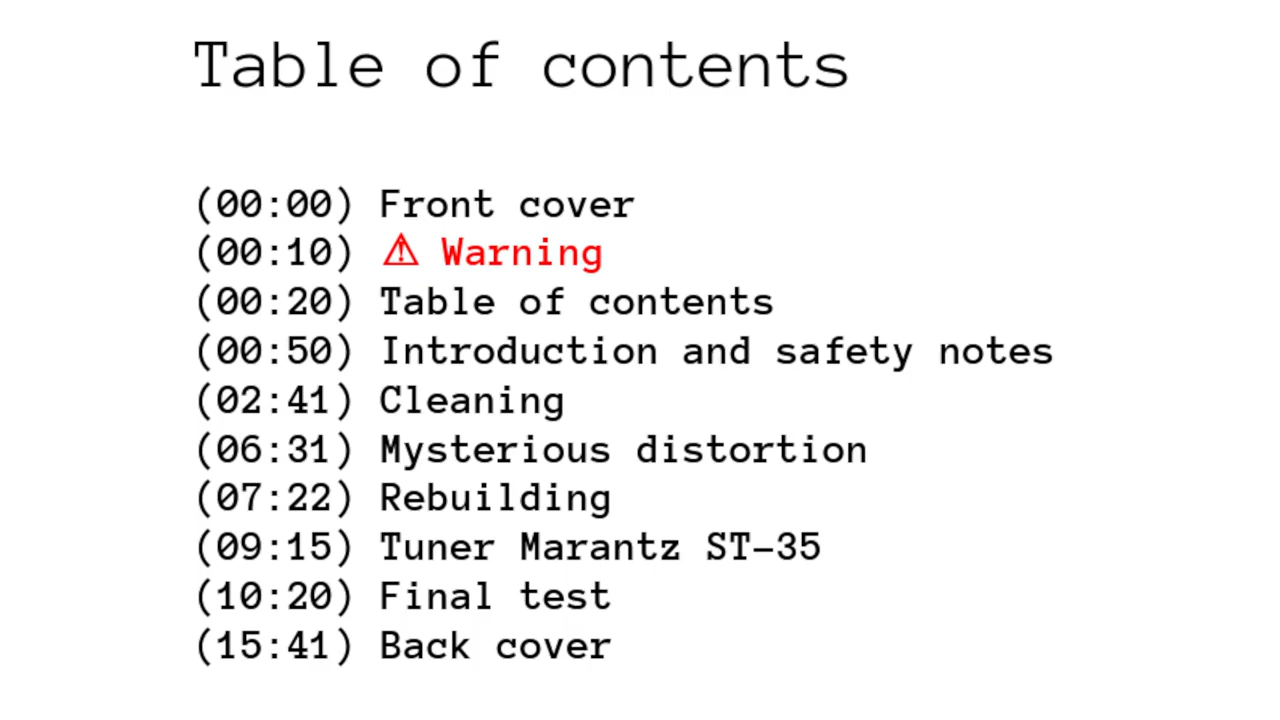 Table of contents
(00:00) Front cover
(00:10) ⚠ Warning
(00:20) Table of contents
(00:50) Introduction and safety notes
(02:41) Cleaning
(06:31) Mysterious distortion
(07:22) Rebuilding
(09:15) Tuner Marantz ST-35
(10:20) Final test
(15:41) Back cover